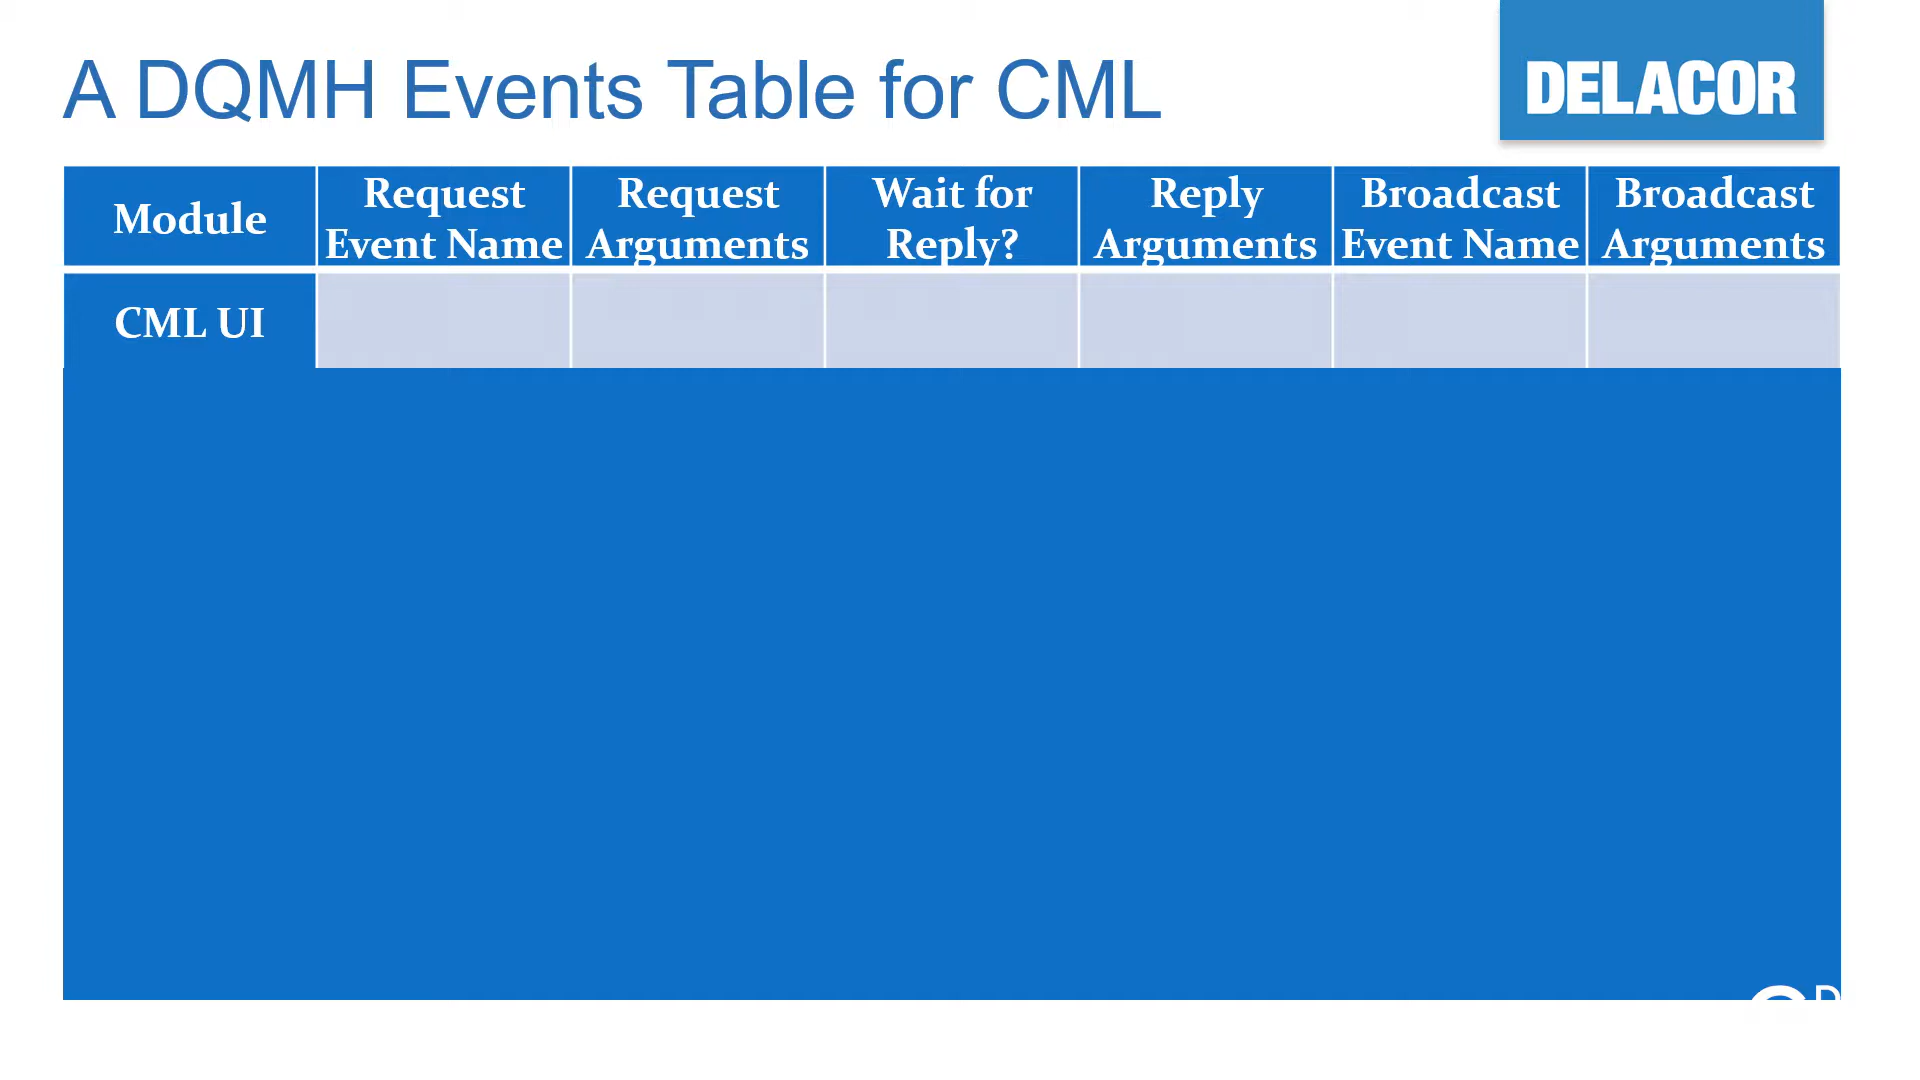 A DQMH Events Table for CML
DELACOR
Module
Request
Event Name
Request
Arguments
Wait for
Reply?
Reply
Arguments
Broadcast
Event Name
Broadcast
Arguments
CML UI